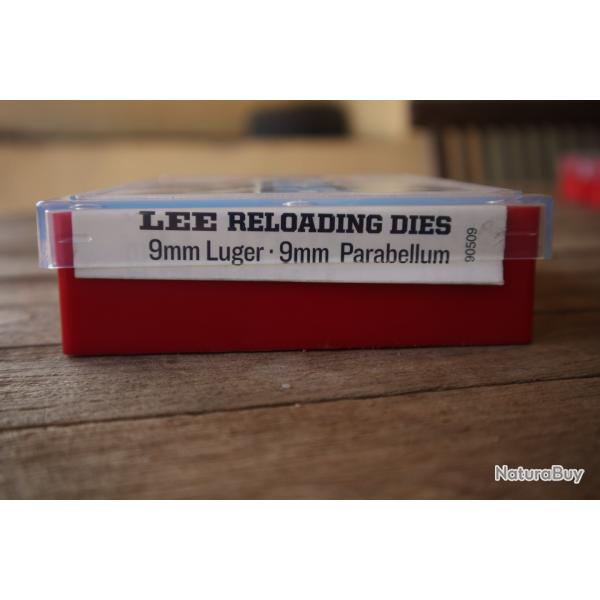 LEE RELOADING DIES
9mm Luger · 9mm Parabellum
90509
NaturaBuy